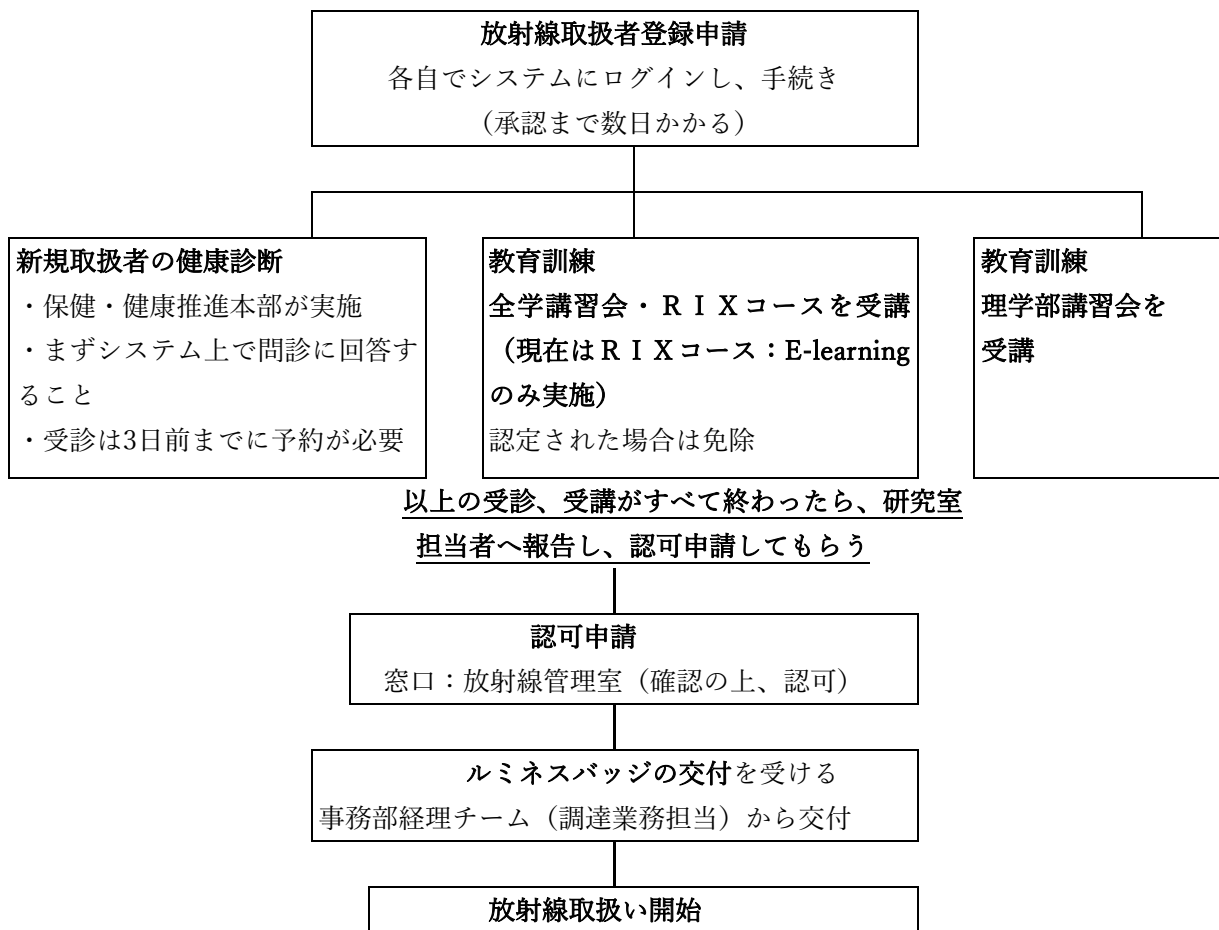 放射線取扱者登録申請
各自でシステムにログインし、手続き
（承認まで数日かかる）
新規取扱者の健康診断
・保健・健康推進本部が実施
・まずシステム上で問診に回答す
ること
・受診は3日前までに予約が必要
教育訓練
全学講習会・ＲＩＸコースを受講
（現在はＲＩＸコース：E-learning
のみ実施）
認定された場合は免除
教育訓練
理学部講習会を
受講
以上の受診、受講がすべて終わったら、研究室
担当者へ報告し、認可申請してもらう
認可申請
窓口：放射線管理室（確認の上、認可）
ルミネスバッジの交付を受ける
事務部経理チーム（調達業務担当）から交付
放射線取扱い開始